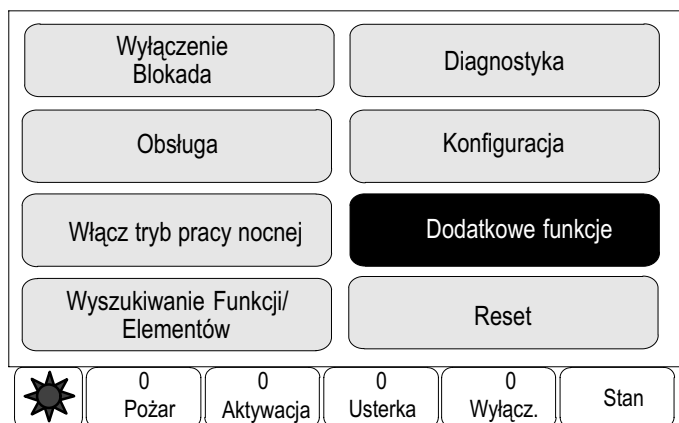 Wyłączenie
Blokada
Diagnostyka
Obsługa
Konfiguracja
Włącz tryb pracy nocnej
Dodatkowe funkcje
Wyszukiwanie Funkcji/
Elementów
Reset
0
Pożar
0
Aktywacja
0
Usterka
0
Wyłącz.
Stan